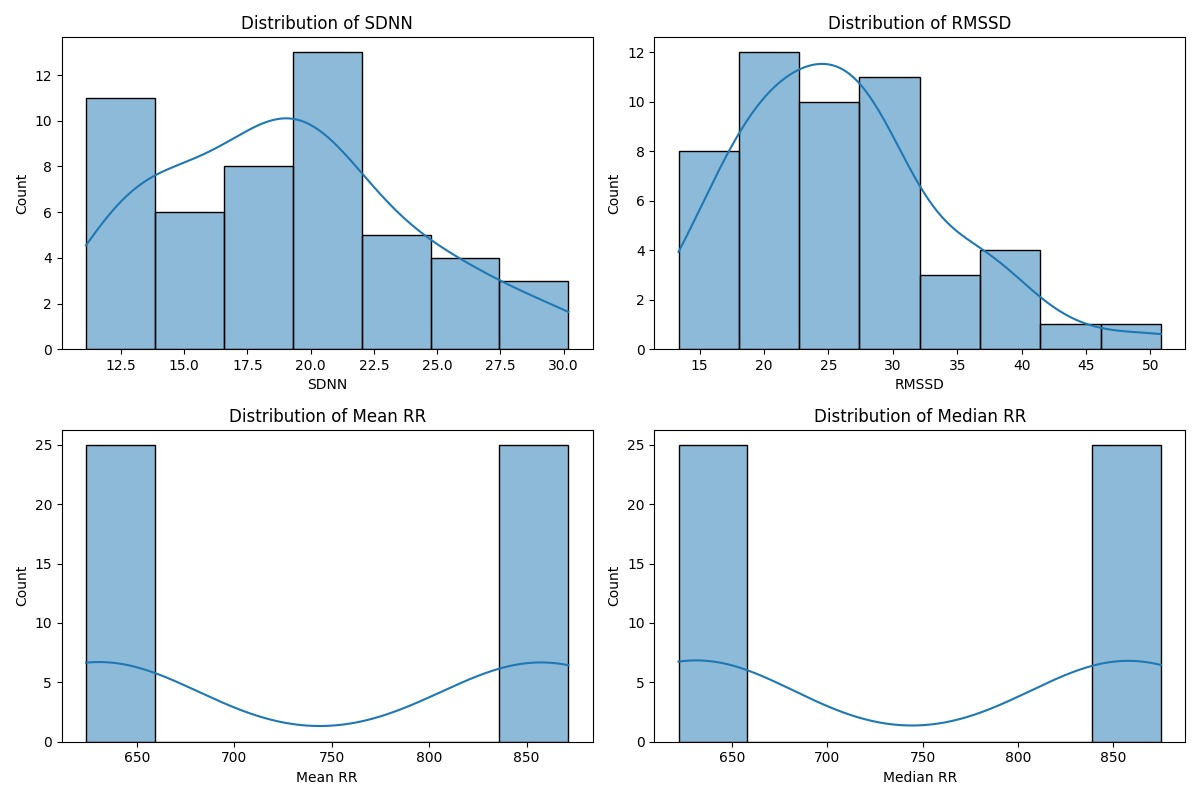 Distribution of SDNN
Count
12
10
8
6
4
2
0
12.5 15.0 17.5 20.0 22.5 25.0 27.5 30.0
SDNN
Distribution of RMSSD
Count
12
10
8
6
4
2
0
15 20 25 30 35 40 45 50
RMSSD
Distribution of Mean RR
Count
25
20
15
10
5
0
650 700 750 800 850
Mean RR
Distribution of Median RR
Count
25
20
15
10
5
0
650 700 750 800 850
Median RR